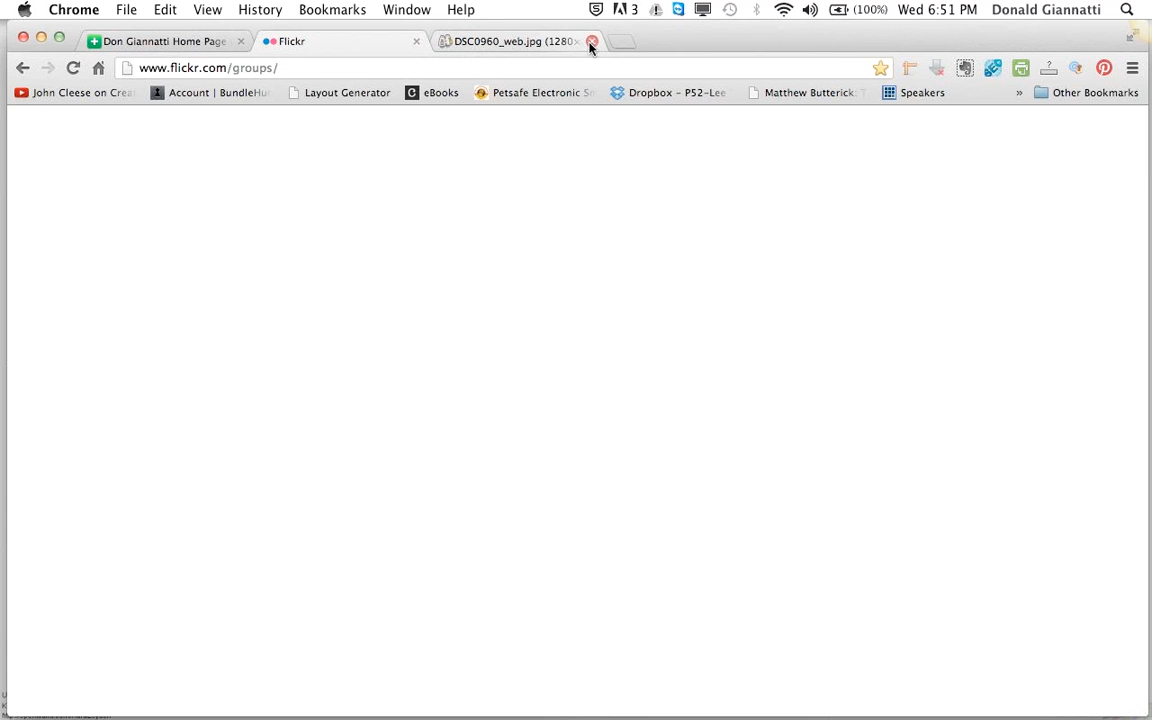 Chrome File Edit View History Bookmarks Window Help 3 (100%) Wed 6:51 PM Donald Giannatti
Don Giannatti Home Page Flickr DSC0960_web.jpg (1280×
www.flickr.com/groups/
John Cleese on Crea Account | BundleHu Layout Generator eBooks Petsafe Electronic Sm Dropbox – P52-Lee Matthew Butterick: T Speakers » Other Bookmarks